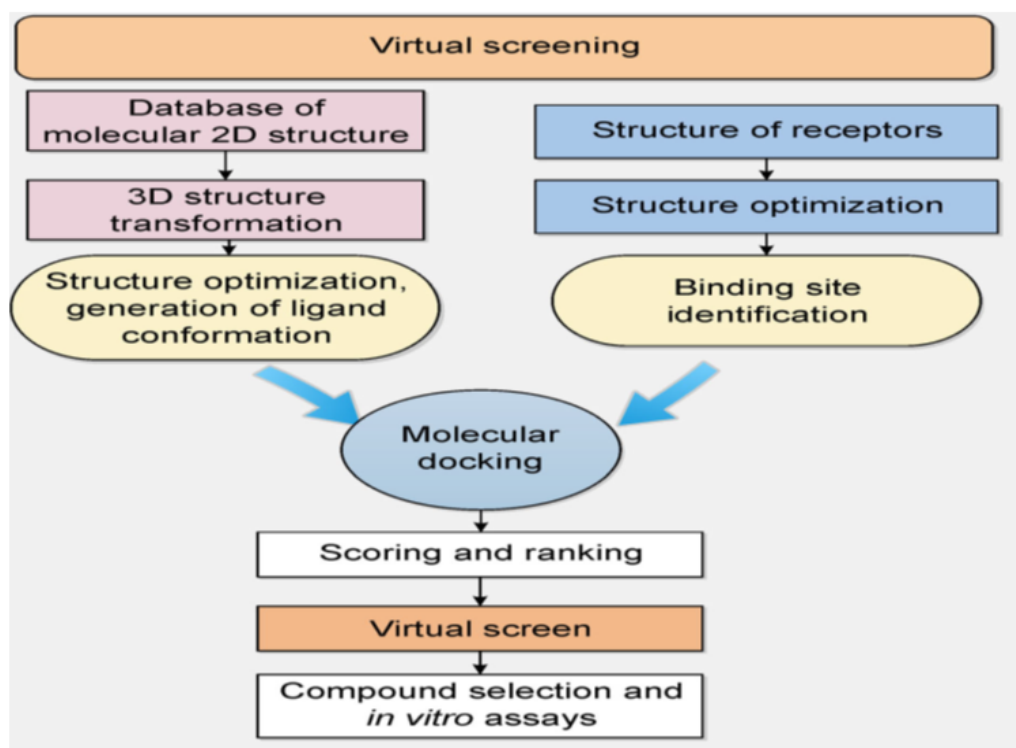 Virtual screening
Database of
molecular 2D structure
3D structure
transformation
Structure optimization,
generation of ligand
conformation
Structure of receptors
Structure optimization
Binding site
identification
Molecular
docking
Scoring and ranking
Virtual screen
Compound selection and
in vitro assays